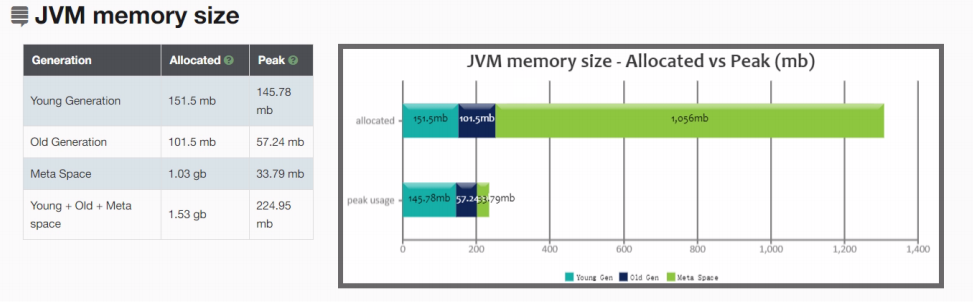 JVM memory size
Generation Allocated Peak
Young Generation 151.5 mb 145.78 mb
Old Generation 101.5 mb 57.24 mb
Meta Space 1.03 gb 33.79 mb
Young + Old + Meta space 1.53 gb 224.95 mb
JVM memory size - Allocated vs Peak (mb)
allocated 151.5mb 101.5mb 1,056mb
peak usage 145.78mb 57.24 33.79mb
0 200 400 600 800 1,000 1,200 1,400
Young Gen Old Gen Meta Space